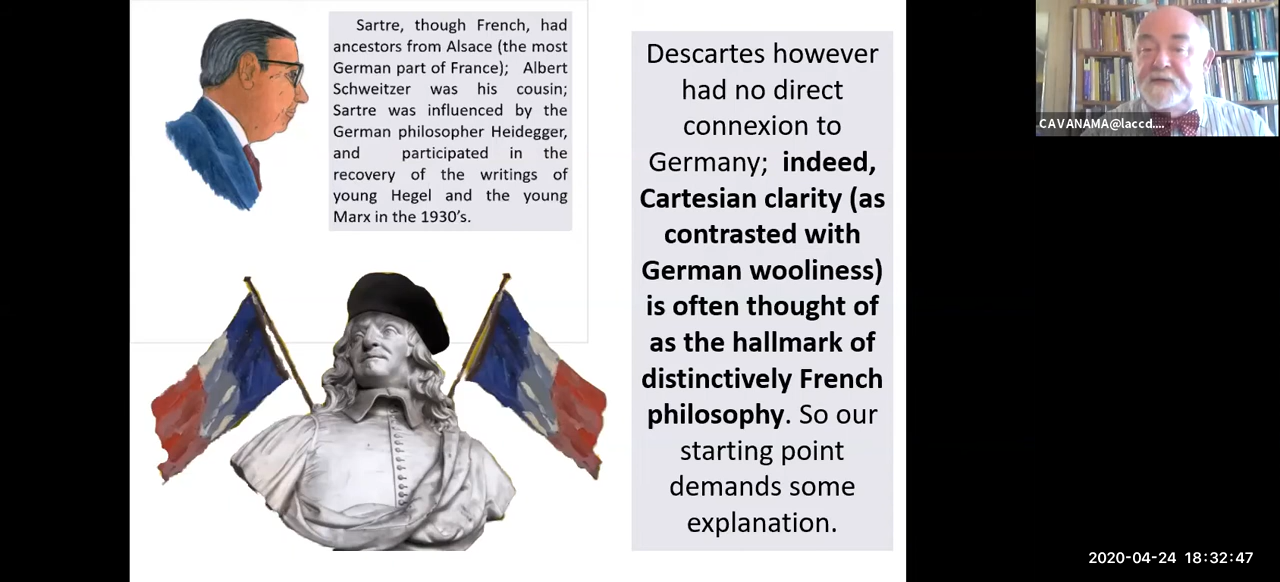 Sartre, though French, had
ancestors from Alsace (the most
German part of France); Albert
Schweitzer was his cousin;
Sartre was influenced by the
German philosopher Heidegger,
and participated in the
recovery of the writings of
young Hegel and the young
Marx in the 1930's.
Descartes however
had no direct
connexion to
Germany; indeed,
Cartesian clarity (as
contrasted with
German wooliness)
is often thought of
as the hallmark of
distinctively French
philosophy. So our
starting point
demands some
explanation.
CAVANAMA@laccd....
2020-04-24 18:32:47